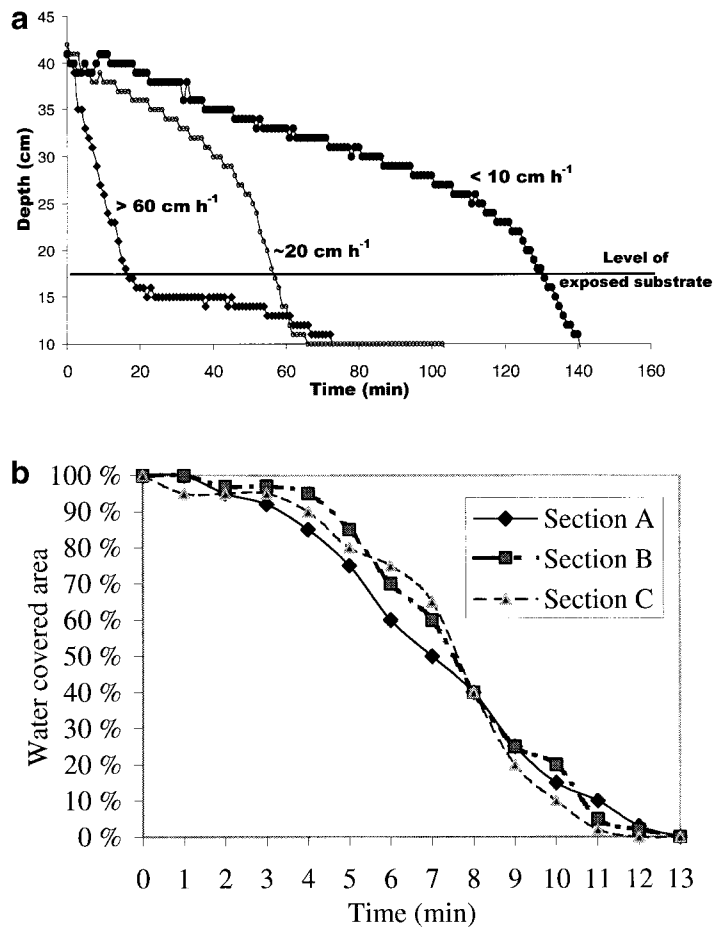 a
45
40
35
30
25
20
15
10
Depth (cm)
> 60 cm h-1
~20 cm h-1
< 10 cm h-1
Level of
exposed substrate
0 20 40 60 80 100 120 140 160
Time (min)
b
100 %
90 %
80 %
70 %
60 %
50 %
40 %
30 %
20 %
10 %
0 %
Water covered area
Section A
Section B
Section C
0 1 2 3 4 5 6 7 8 9 10 11 12 13
Time (min)